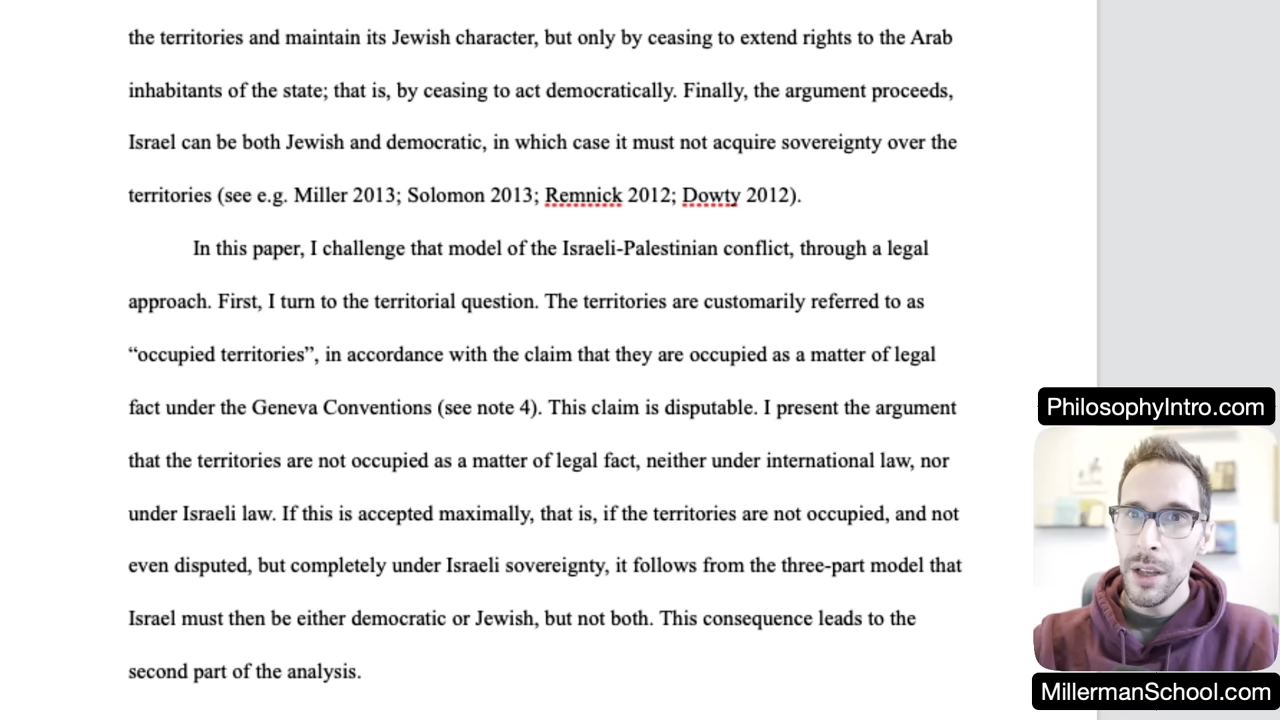 the territories and maintain its Jewish character, but only by ceasing to extend rights to the Arab
inhabitants of the state; that is, by ceasing to act democratically. Finally, the argument proceeds,
Israel can be both Jewish and democratic, in which case it must not acquire sovereignty over the
territories (see e.g. Miller 2013; Solomon 2013; Remnick 2012; Dowty 2012).
In this paper, I challenge that model of the Israeli-Palestinian conflict, through a legal
approach. First, I turn to the territorial question. The territories are customarily referred to as
“occupied territories”, in accordance with the claim that they are occupied as a matter of legal
fact under the Geneva Conventions (see note 4). This claim is disputable. I present the argument
that the territories are not occupied as a matter of legal fact, neither under international law, nor
under Israeli law. If this is accepted maximally, that is, if the territories are not occupied, and not
even disputed, but completely under Israeli sovereignty, it follows from the three-part model that
Israel must then be either democratic or Jewish, but not both. This consequence leads to the
second part of the analysis.
PhilosophyIntro.com
MillermanSchool.com